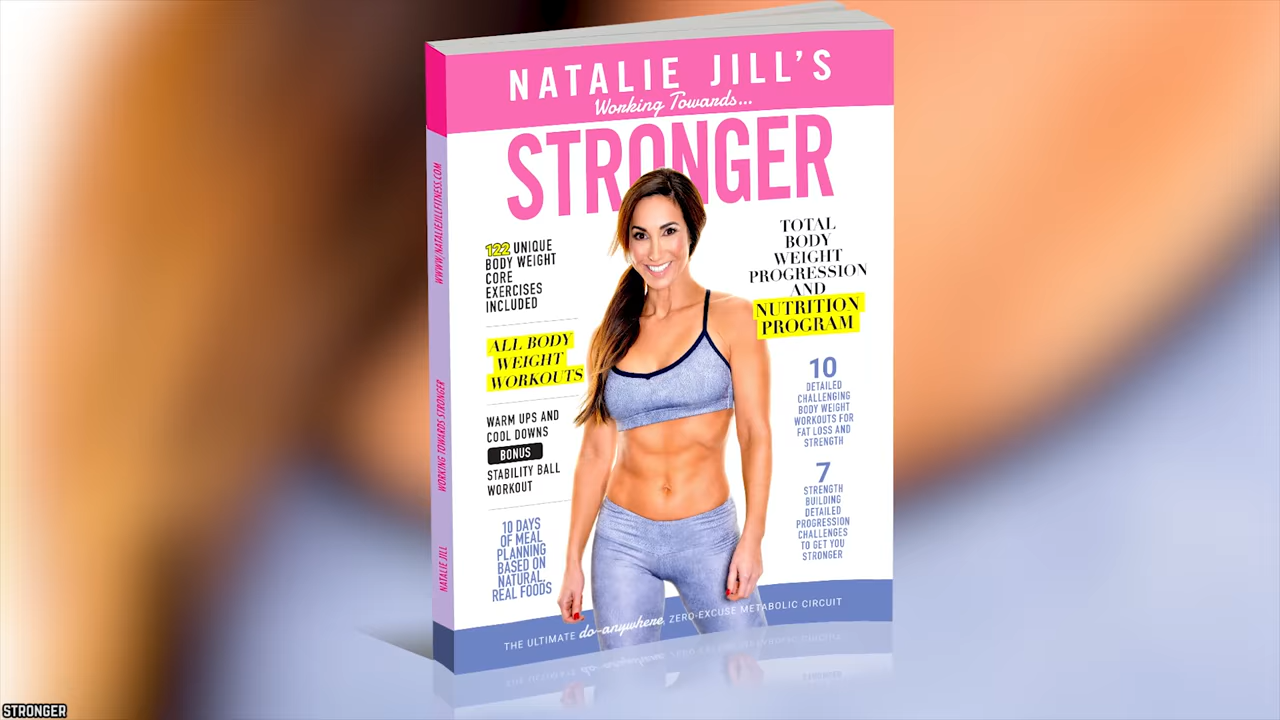 NATALIE JILL'S
Working Towards...
STRONGER
122 UNIQUE
BODY WEIGHT
CORE
EXERCISES
INCLUDED
ALL BODY
WEIGHT
WORKOUTS
WARM UPS AND
COOL DOWNS
BONUS
STABILITY BALL
WORKOUT
10 DAYS
OF MEAL
PLANNING
BASED ON
NATURAL,
REAL FOODS
TOTAL
BODY
WEIGHT
PROGRESSION
AND
NUTRITION
PROGRAM
10
DETAILED
CHALLENGING
BODY WEIGHT
WORKOUTS FOR
FAT LOSS AND
STRENGTH
7
STRENGTH
BUILDING
DETAILED
PROGRESSION
CHALLENGES
TO GET YOU
STRONGER
THE ULTIMATE do-anywhere, ZERO-EXCUSE METABOLIC CIRCUIT
WWW.NATALIEJILLFITNESS.COM
WORKING TOWARDS STRONGER
NATALIE JILL
STRONGER